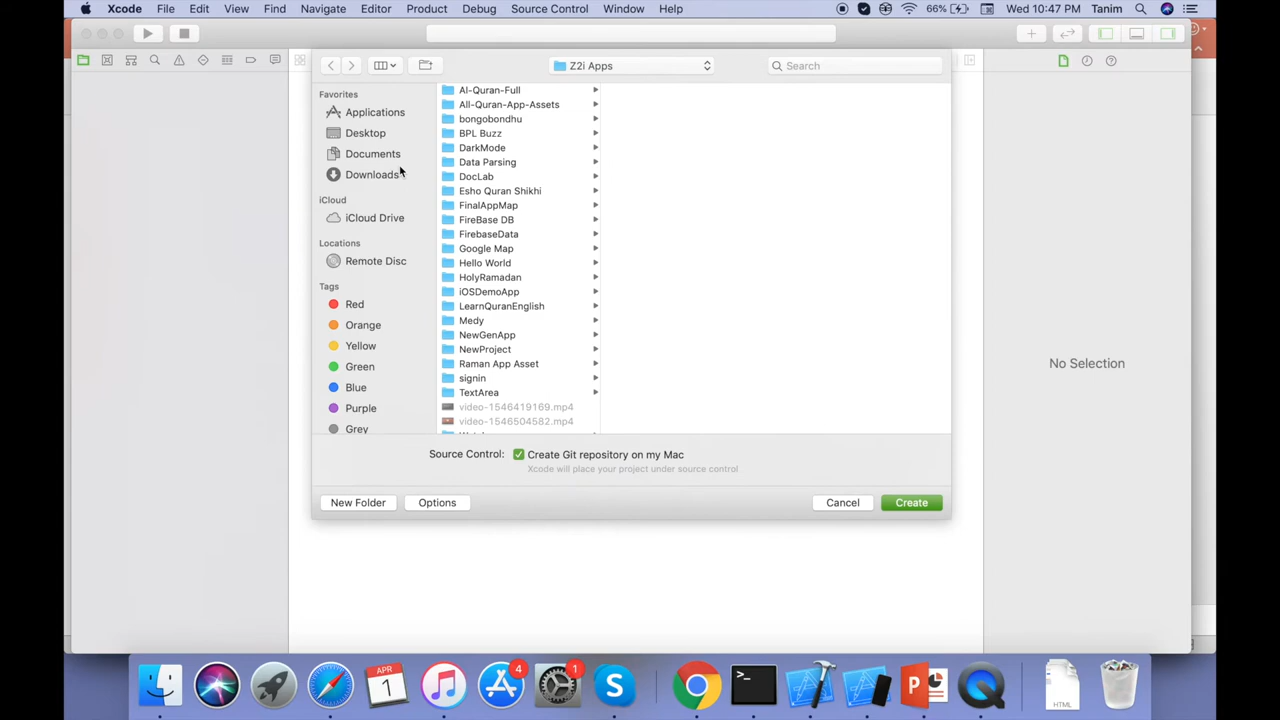 Xcode File Edit View Find Navigate Editor Product Debug Source Control Window Help 66% Wed 10:47 PM Tanim
Z2i Apps
Search
Favorites
Applications
Desktop
Documents
Downloads
iCloud
iCloud Drive
Locations
Remote Disc
Tags
Red
Orange
Yellow
Green
Blue
Purple
Grey
Al-Quran-Full
All-Quran-App-Assets
bongobondhu
BPL Buzz
DarkMode
Data Parsing
DocLab
Esho Quran Shikhi
FinalAppMap
FireBase DB
FirebaseData
Google Map
Hello World
HolyRamadan
iOSDemoApp
LearnQuranEnglish
Medy
NewGenApp
NewProject
Raman App Asset
signin
TextArea
video-1546419169.mp4
video-1546504582.mp4
No Selection
Source Control: Create Git repository on my Mac
Xcode will place your project under source control
New Folder Options Cancel Create
APR
1
4
1
HTML